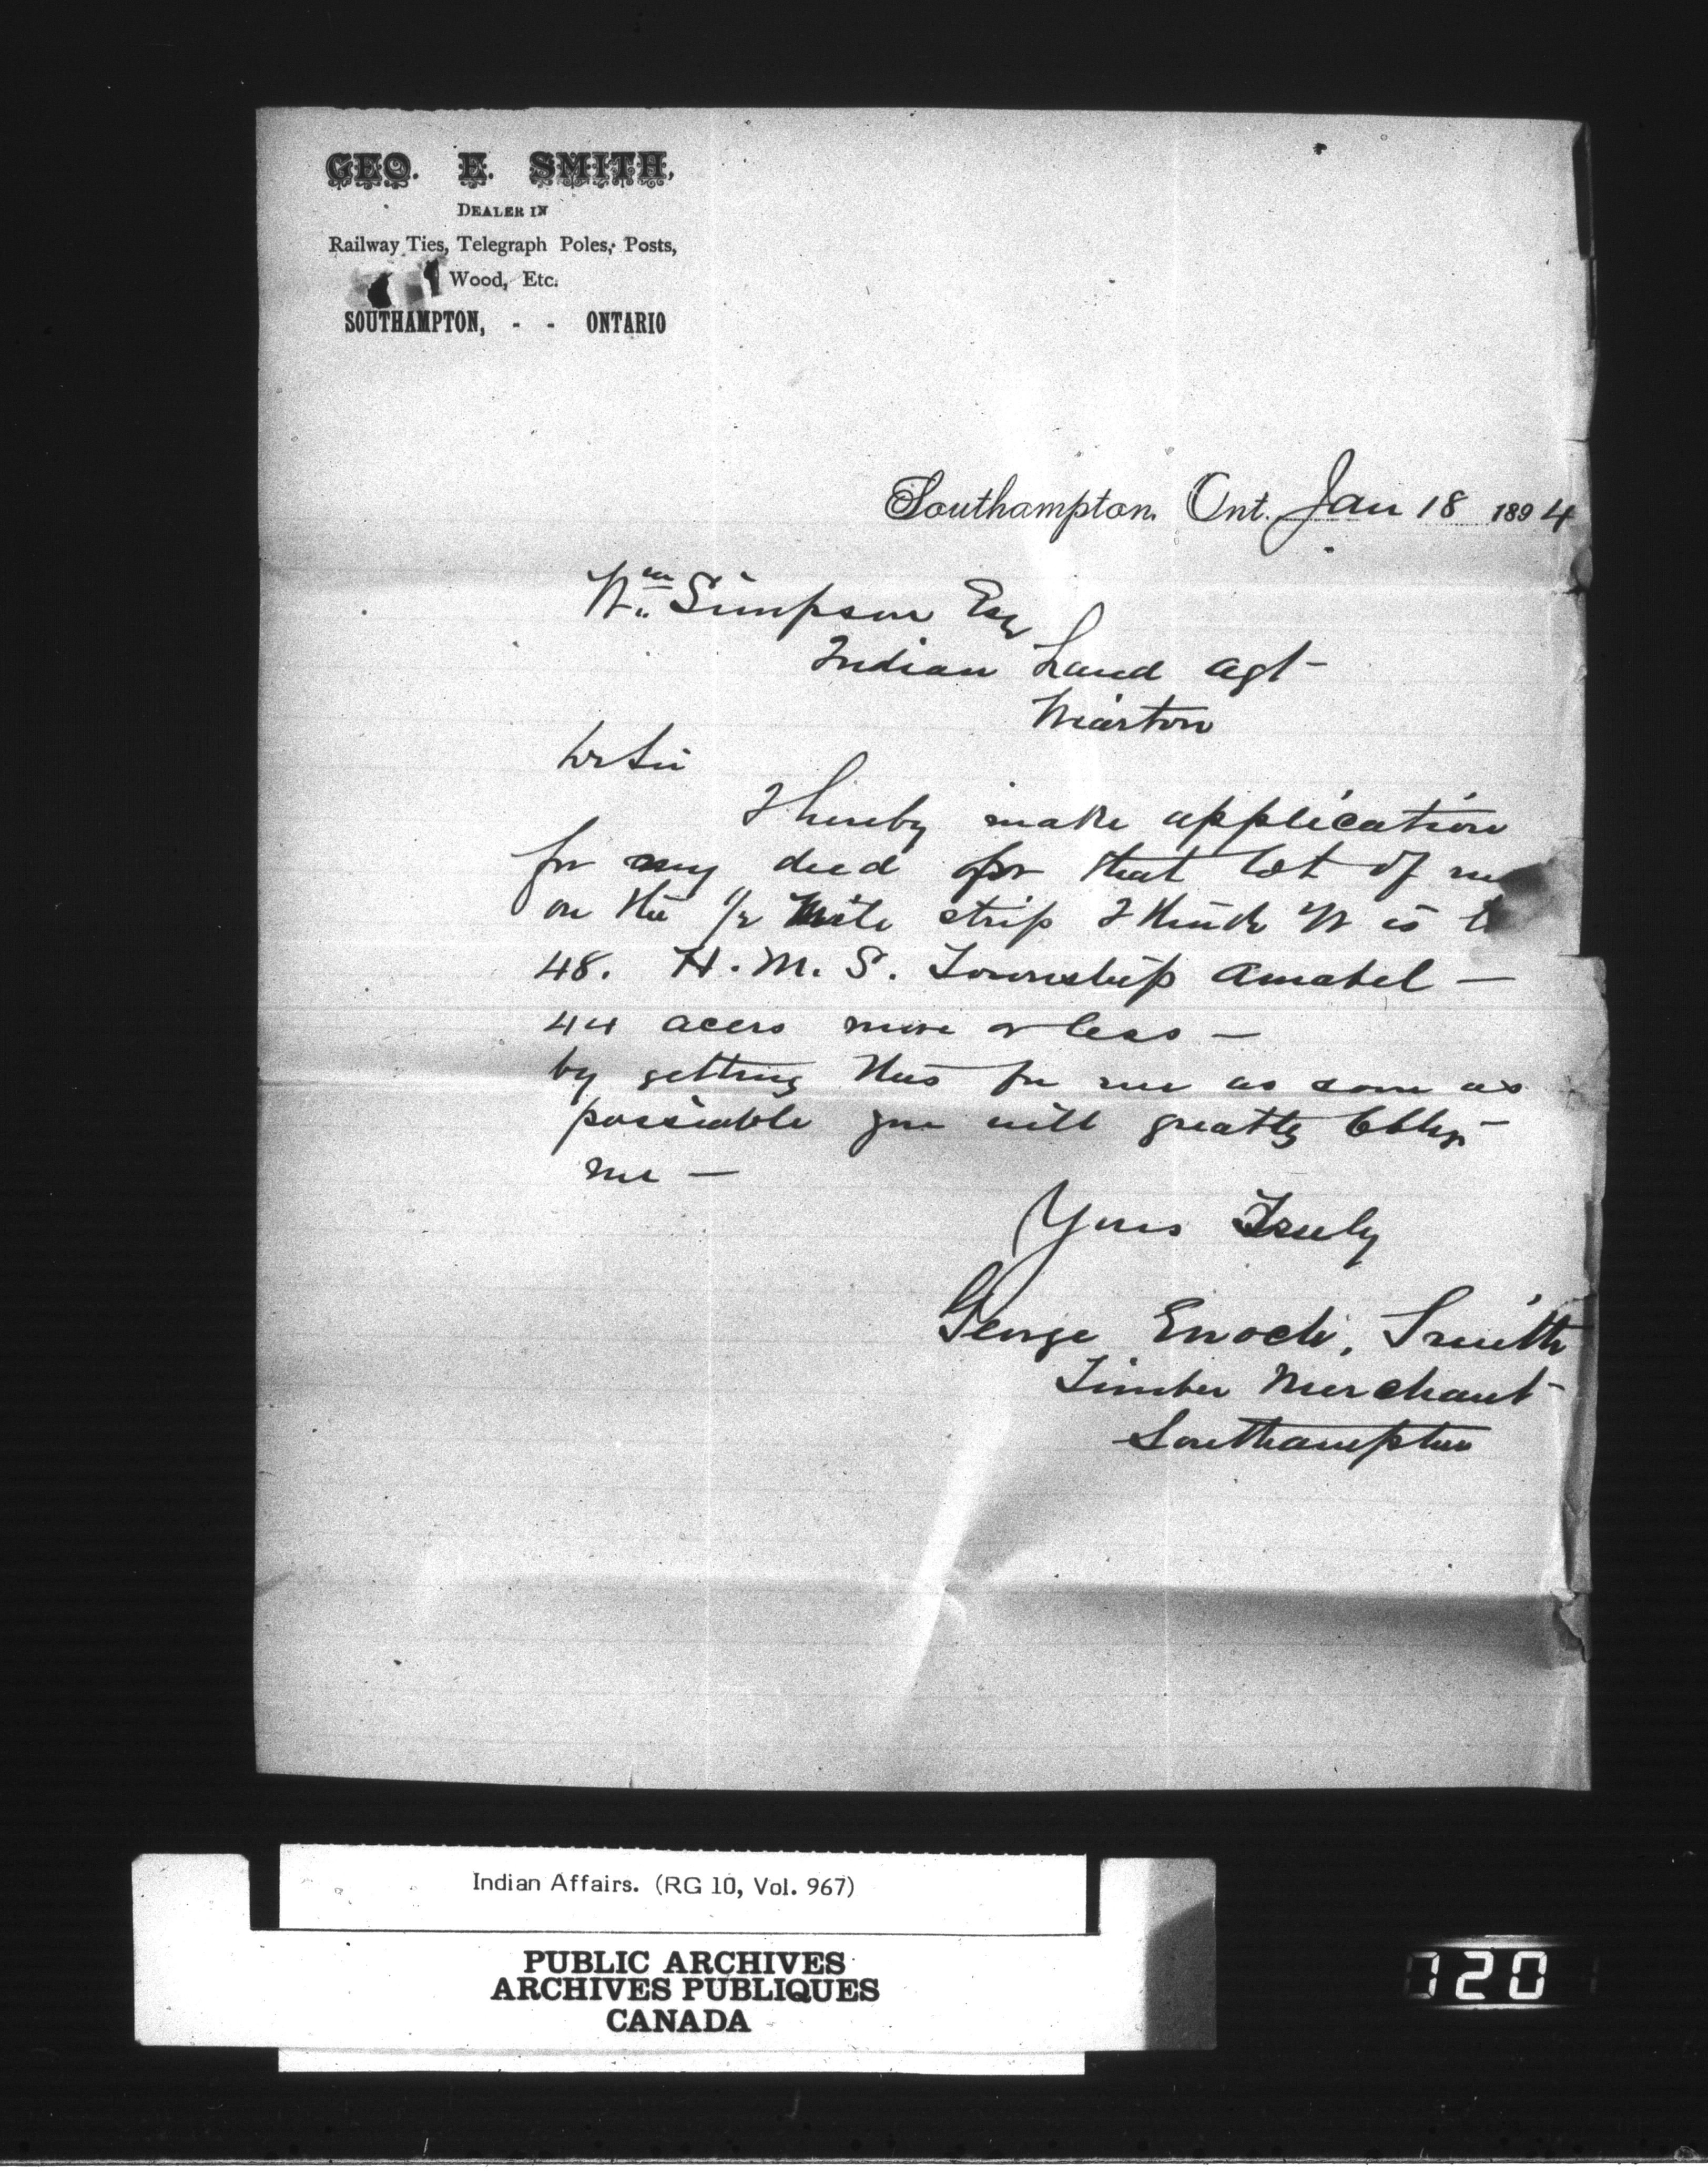 GEO. E. SMITH,
DEALER IN
Railway Ties, Telegraph Poles, Posts,
Wood, Etc.
SOUTHAMPTON, - - ONTARIO
Southampton, Ont. Jan 18 1894
Wm Simpson Esq
Indian Land agt
Wiarton
Dr Sir
I hereby make application
for my deed for that lot of
on the 1/2 Mile strip I think it is
48. H. M. S. Township Amabel —
44 acers more or less —
by getting this for me as soon as
possiable you will greatly Oblige
me —
Yours Truly
George Enoch, Smith
Timber Merchant
Southampton
Indian Affairs. (RG 10, Vol. 967)
PUBLIC ARCHIVES
ARCHIVES PUBLIQUES
CANADA
120